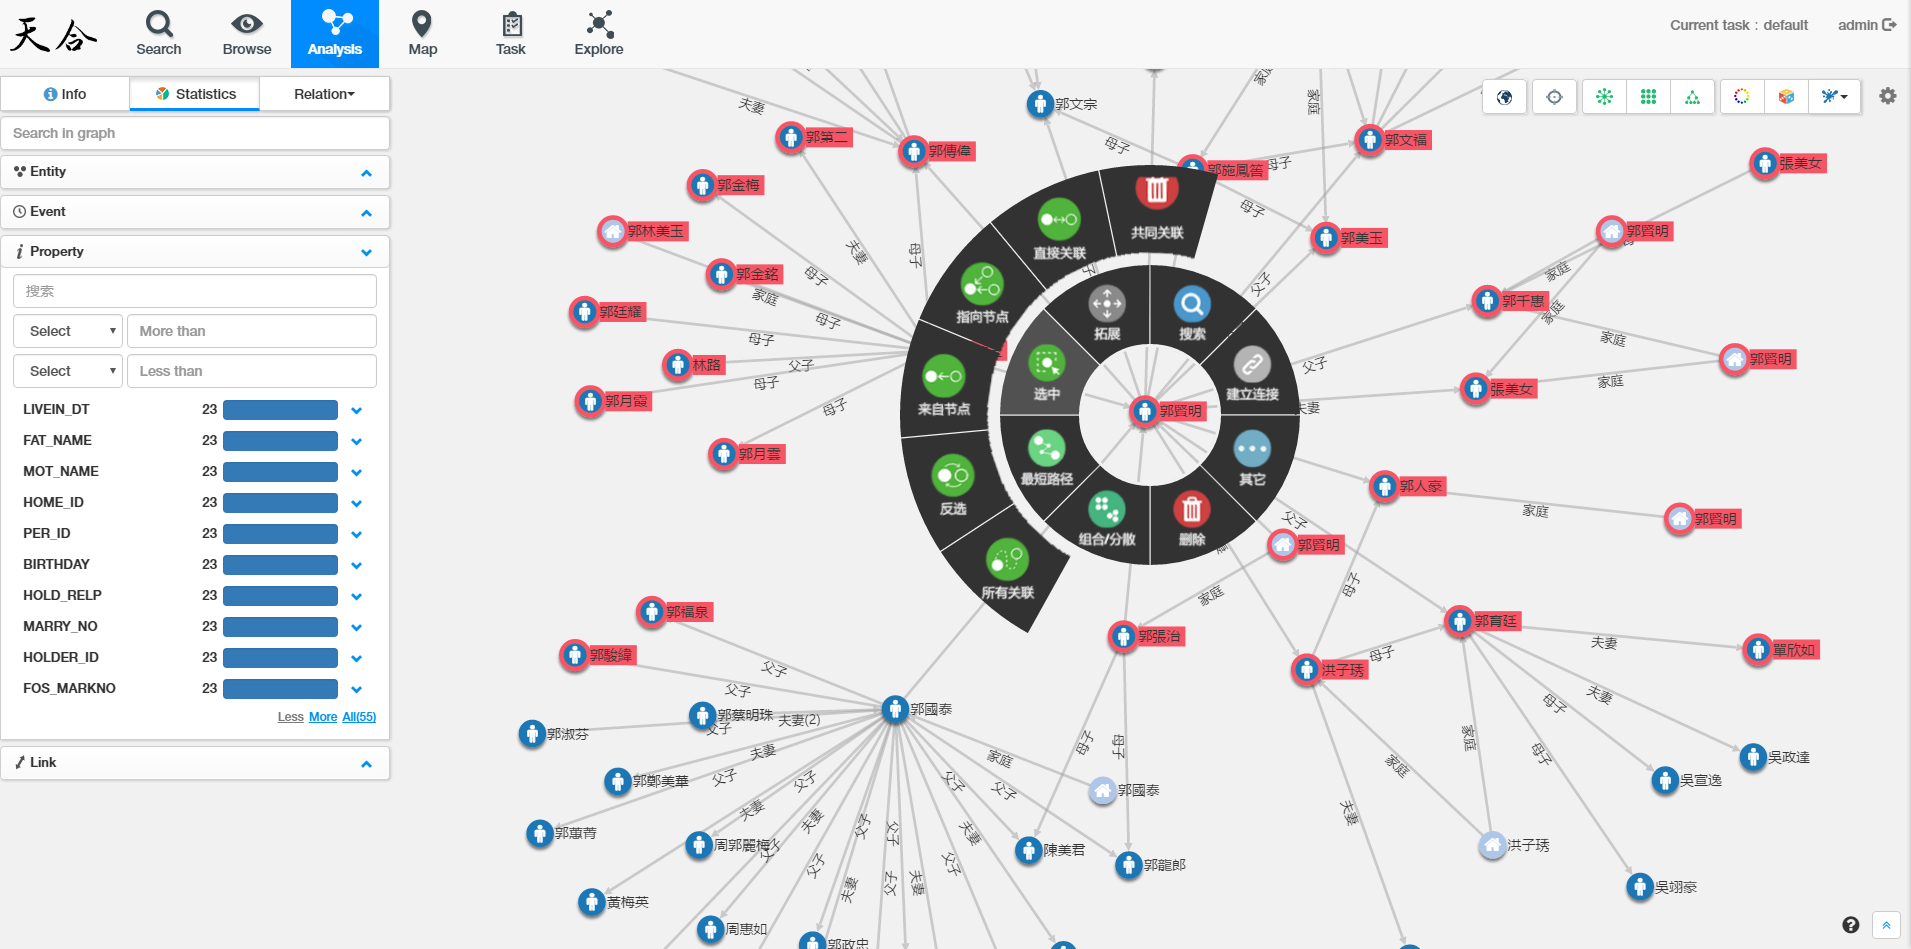 天合
Search
Browse
Analysis
Map
Task
Explore
Current task : default
admin
Info
Statistics
Relation
Search in graph
Entity
Event
Property
搜索
Select
More than
Select
Less than
LIVEIN_DT 23
FAT_NAME 23
MOT_NAME 23
HOME_ID 23
PER_ID 23
BIRTHDAY 23
HOLD_RELP 23
MARRY_NO 23
HOLDER_ID 23
FOS_MARKNO 23
Less More All(55)
Link
家庭
家庭
夫妻
郭文宗
郭第二
郭傳偉
母子
郭施鳳筶
母子
郭文福
張美女
郭金梅
母子
郭林美玉
夫妻
母子
郭美玉
郭賢明
郭金銘
母子
家庭
父子
家庭
郭千惠
家庭
郭廷耀
母子
母子
林路
父子
父子
家庭
郭賢明
郭月霞
母子
母子
夫妻
張美女
家庭
郭月雲
共同关联
直接关联
指向节点
来自节点
反选
所有关联
拓展
搜索
选中
建立连接
郭賢明
最短路径
其它
组合/分散
删除
郭人豪
家庭
郭賢明
父子
郭賢明
家庭
母子
郭福泉
郭張治
郭育廷
郭駿緯
父子
父子
洪子琇
母子
夫妻
單欣如
郭淑芬
郭蔡明珠
父子
夫妻(2)
郭國泰
母子
母子
家庭
家庭
家庭
母子
夫妻
母子
郭鄭美華
夫妻
父子
父子
父子
父子
郭國泰
吳政達
吳宣逸
郭蕙菁
夫妻
夫妻
父子
父子
夫妻
夫妻
周郭麗梅
父子
父子
父子
陳美君
郭龍郎
洪子琇
黃梅英
夫妻
父子
夫妻
吳翊豪
周惠如
郭政忠